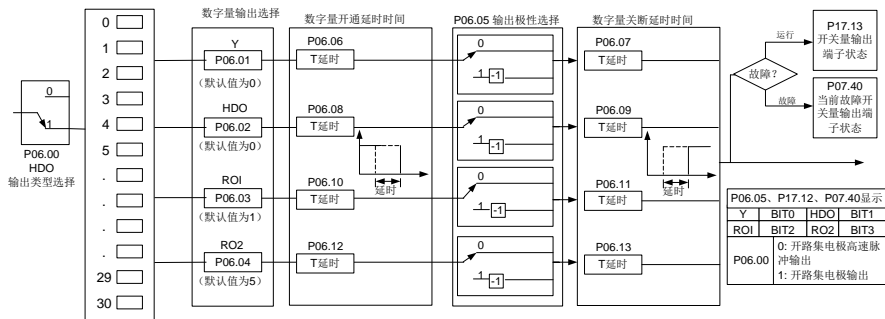 0
1
P06.00
HDO
输出类型选择
0
1
2
3
4
5
.
.
.
29
30
数字量输出选择
Y
P06.01
(默认值为0)
HDO
P06.02
(默认值为0)
ROI
P06.03
(默认值为1)
RO2
P06.04
(默认值为5)
数字量开通延时时间
P06.06
T延时
P06.08
T延时
延时
P06.10
T延时
P06.12
T延时
P06.05 输出极性选择
0
1 -1
0
1 -1
0
1 -1
0
1 -1
数字量关断延时时间
P06.07
T延时
P06.09
T延时
延时
P06.11
T延时
P06.13
T延时
故障?
运行
故障
P17.13
开关量输出
端子状态
P07.40
当前故障开
关量输出端
子状态
P06.05、P17.12、P07.40显示
Y BIT0 HDO BIT1
ROI BIT2 RO2 BIT3
P06.00
0: 开路集电极高速脉
冲输出
1: 开路集电极输出